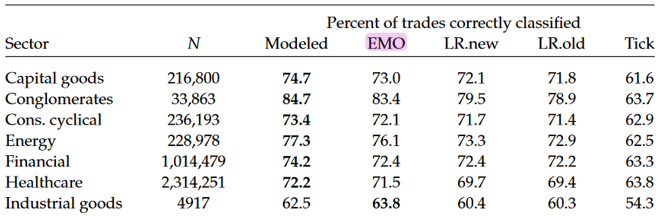 Percent of trades correctly classified
Sector N Modeled EMO LR.new LR.old Tick
Capital goods 216,800 74.7 73.0 72.1 71.8 61.6
Conglomerates 33,863 84.7 83.4 79.5 78.9 63.7
Cons. cyclical 236,193 73.4 72.1 71.7 71.4 62.9
Energy 228,978 77.3 76.1 73.3 72.9 62.5
Financial 1,014,479 74.2 72.4 72.4 72.2 63.3
Healthcare 2,314,251 72.2 71.5 69.7 69.4 63.8
Industrial goods 4917 62.5 63.8 60.4 60.3 54.3